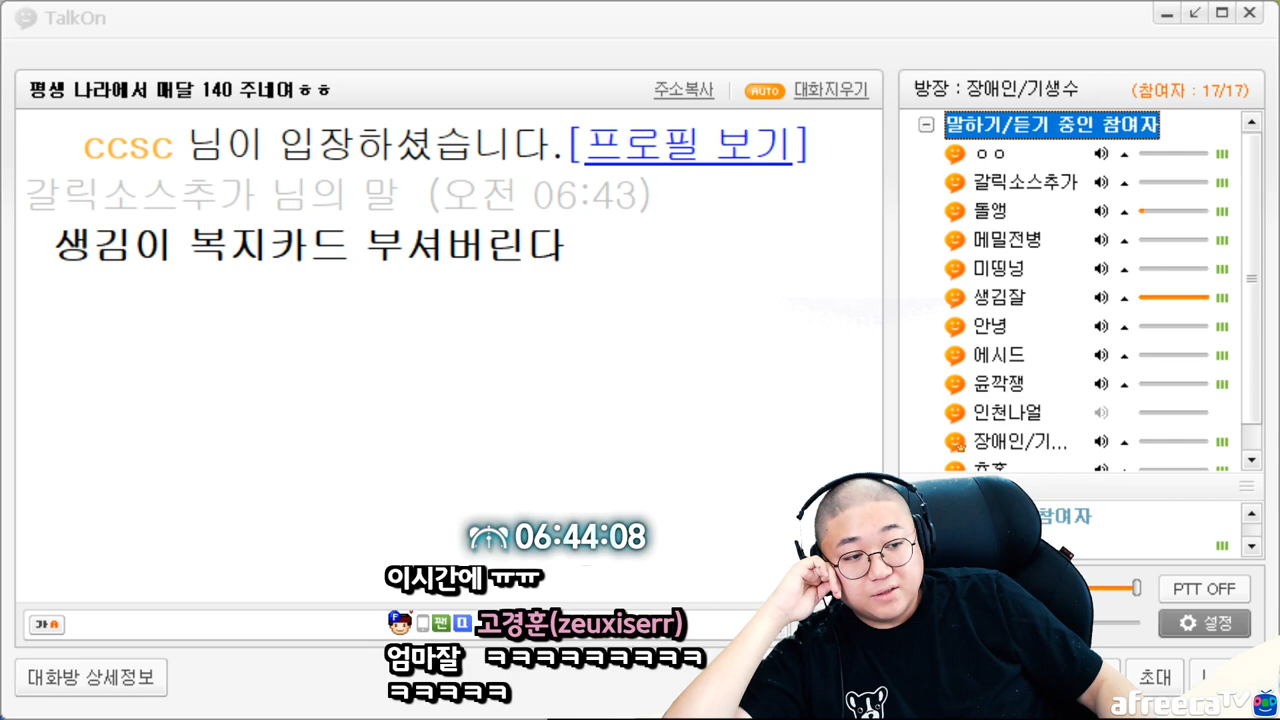 TalkOn
평생 나라에서 매달 140 주네여ㅎㅎ
주소복사
AUTO
대화지우기
ccsc 님이 입장하셨습니다.[프로필 보기]
갈릭소스추가 님의 말 (오전 06:43)
생김이 복지카드 부셔버린다
방장 : 장애인/기생수
(참여자 : 17/17)
말하기/듣기 중인 참여자
ㅇㅇ
갈릭소스추가
돌앵
메밀전병
미띵넝
생김잘
안녕
에시드
윤깍쟁
인천나얼
장애인/기...
참여자
PTT OFF
설정
초대
06:44:08
이시간에 ㅠㅠ
F 팬 고경훈(zeuxiserr)
엄마잘 ㅋㅋㅋㅋㅋㅋㅋㅋㅋ
ㅋㅋㅋㅋㅋ
가
대화방 상세정보
afreecaTV